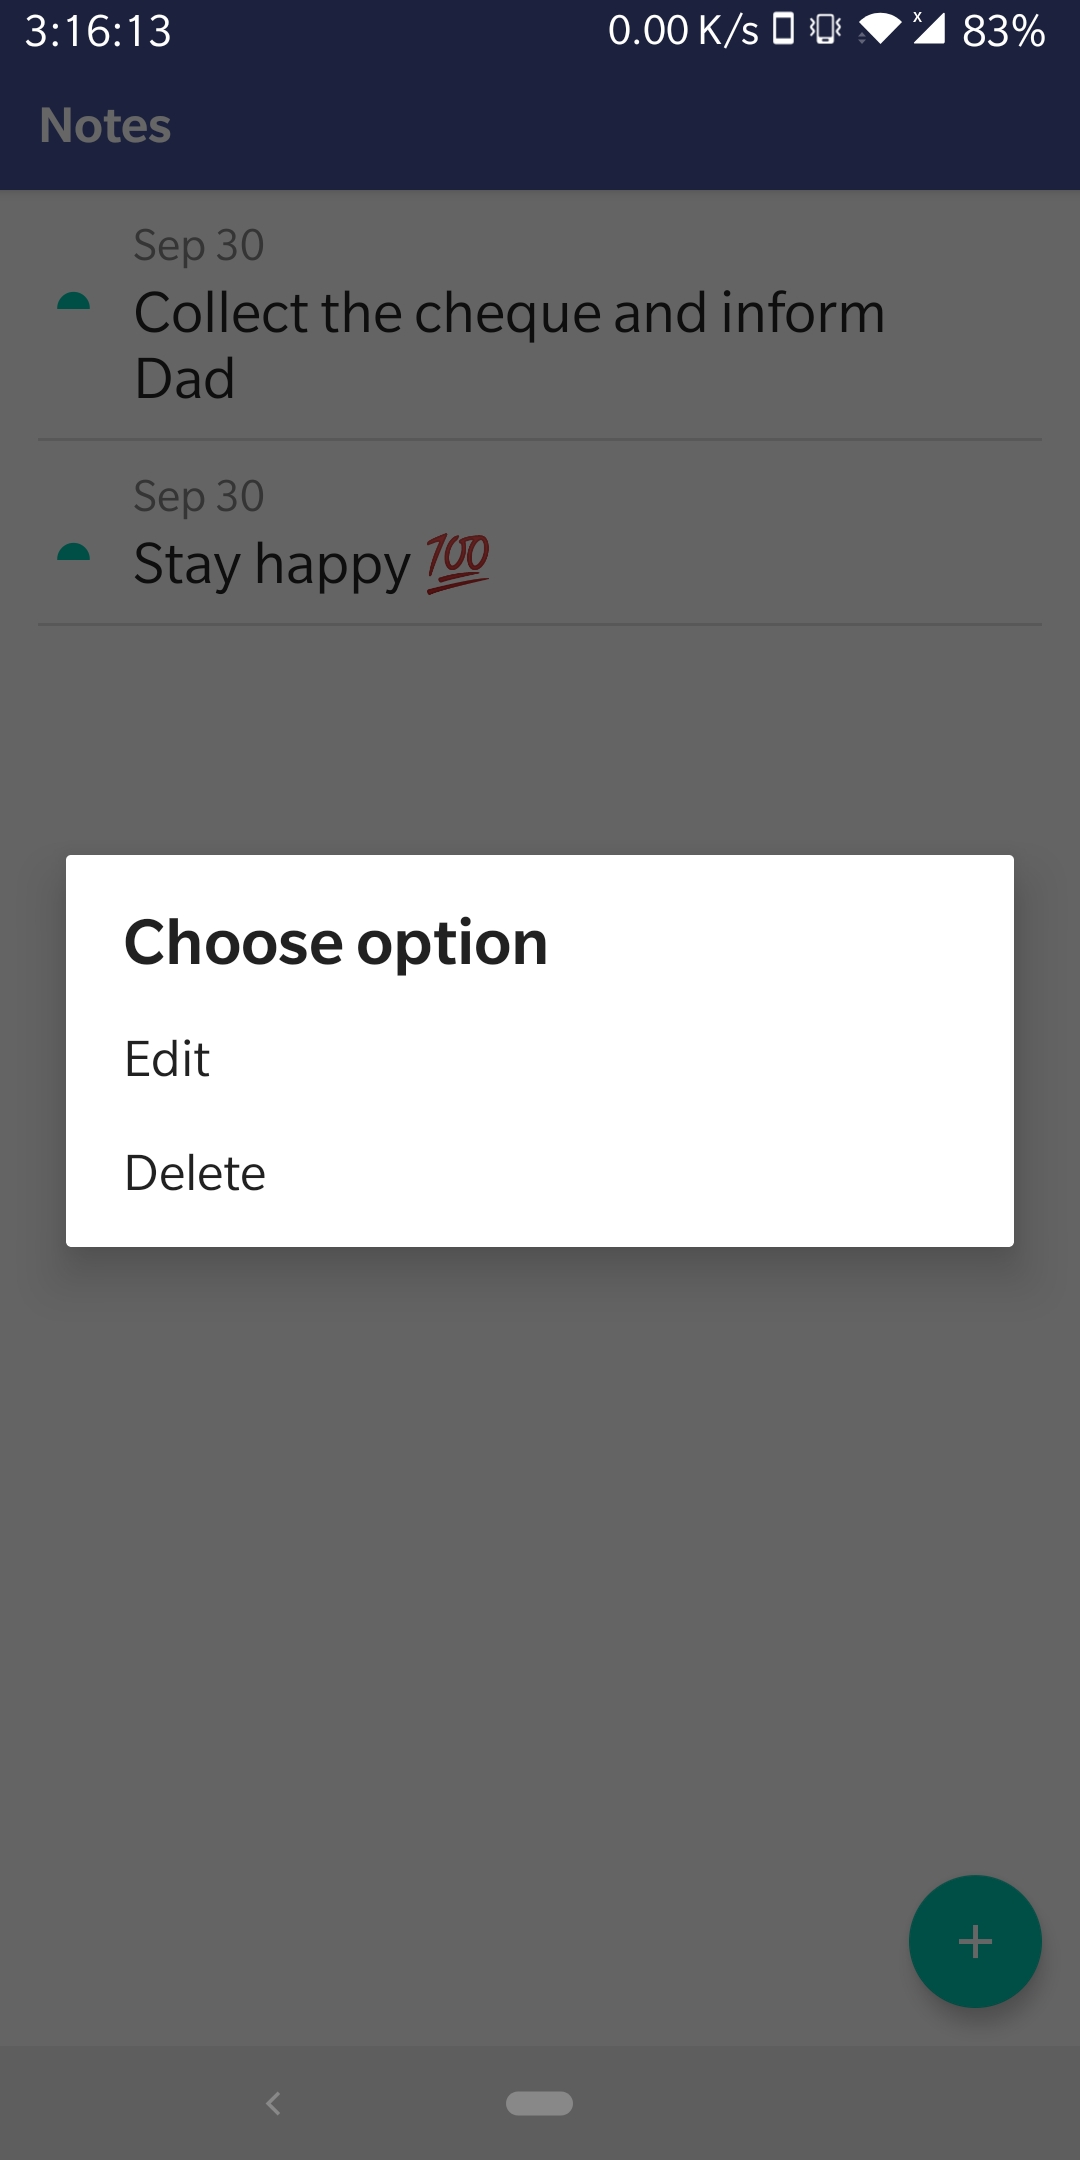 3:16:13 0.00 K/s x 83%
Notes
Sep 30
Collect the cheque and inform
Dad
Sep 30
Stay happy 💯
Choose option
Edit
Delete